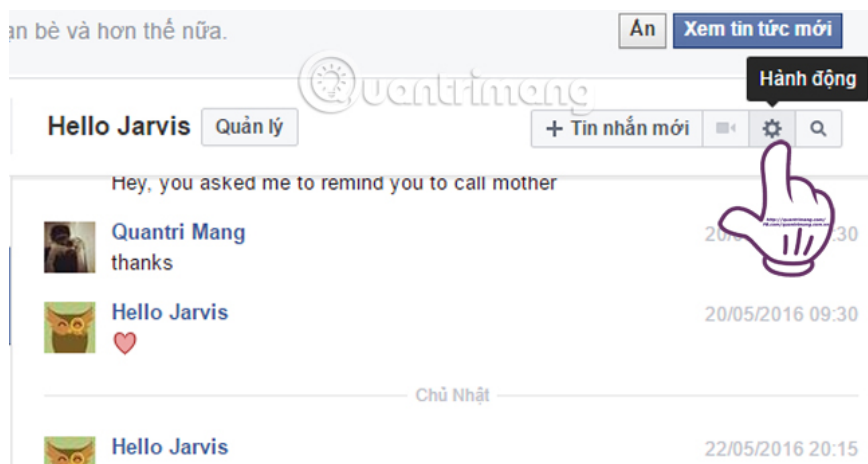 ạn bè và hơn thế nữa.
Ẩn
Xem tin tức mới
Quantrimang
Hành động
Hello Jarvis
Quản lý
+ Tin nhắn mới
Hey, you asked me to remind you to call mother
Quantri Mang
thanks
Hello Jarvis
20/05/2016 09:30
Chủ Nhật
Hello Jarvis
22/05/2016 20:15